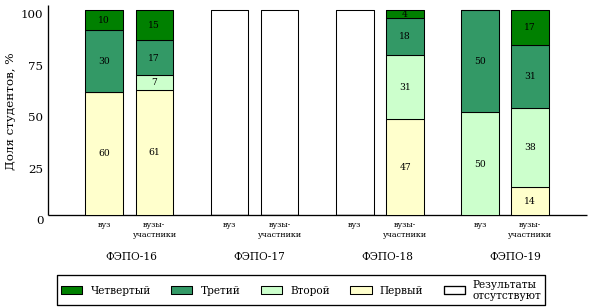 100
75
50
25
0
Доля студентов, %
10
30
60
15
17
7
61
4
18
31
47
50
50
17
31
38
14
вуз
вузы-
участники
вуз
вузы-
участники
вуз
вузы-
участники
вуз
вузы-
участники
ФЭПО-16
ФЭПО-17
ФЭПО-18
ФЭПО-19
Четвертый
Третий
Второй
Первый
Результаты
отсутствуют